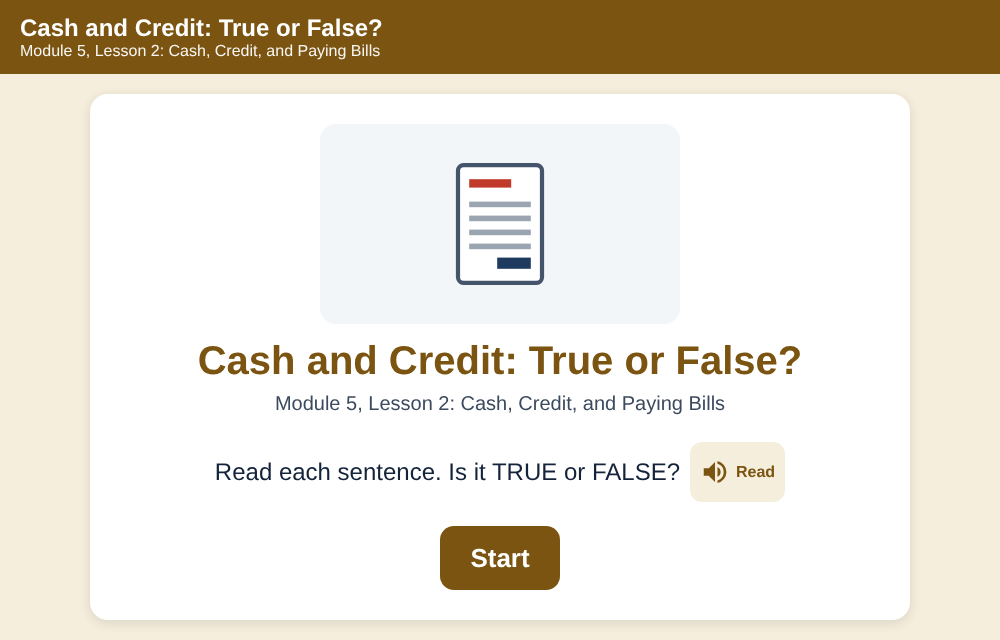 Cash and Credit: True or False?
Module 5, Lesson 2: Cash, Credit, and Paying Bills
Cash and Credit: True or False?
Module 5, Lesson 2: Cash, Credit, and Paying Bills
Read each sentence. Is it TRUE or FALSE?
Read
Start